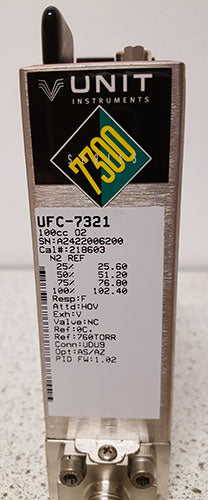 UNIT
INSTRUMENTS
SERIES
7300
UFC-7321
100cc O2
SN:A2422006200
Cal#:218603
N2 REF
25% 25.60
50% 51.20
75% 76.80
100% 102.40
Resp:F
Attd:HOV
Exh:V
Valve:NC
Ref:0C,
Ref:760TORR
Conn:UDU9
Opt:AS/AZ
PID FW:1.02